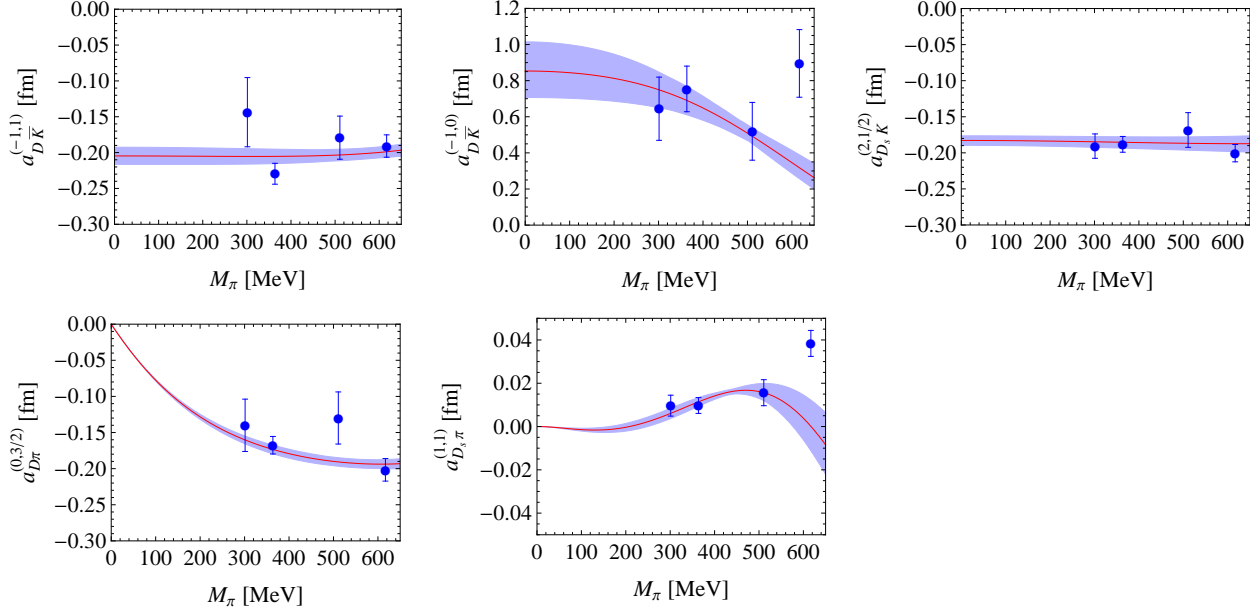 0.00
−0.05
−0.10
−0.15
−0.20
−0.25
−0.30
a_{D\overline{K}}^{(−1,1)} [fm]
0 100 200 300 400 500 600
M_π [MeV]
1.2
1.0
0.8
0.6
0.4
0.2
0.0
a_{D\overline{K}}^{(−1,0)} [fm]
0 100 200 300 400 500 600
M_π [MeV]
0.00
−0.05
−0.10
−0.15
−0.20
−0.25
−0.30
a_{D_s K}^{(2,1/2)} [fm]
0 100 200 300 400 500 600
M_π [MeV]
0.00
−0.05
−0.10
−0.15
−0.20
−0.25
−0.30
a_{Dπ}^{(0,3/2)} [fm]
0 100 200 300 400 500 600
M_π [MeV]
0.04
0.02
0.00
−0.02
−0.04
a_{D_s π}^{(1,1)} [fm]
0 100 200 300 400 500 600
M_π [MeV]